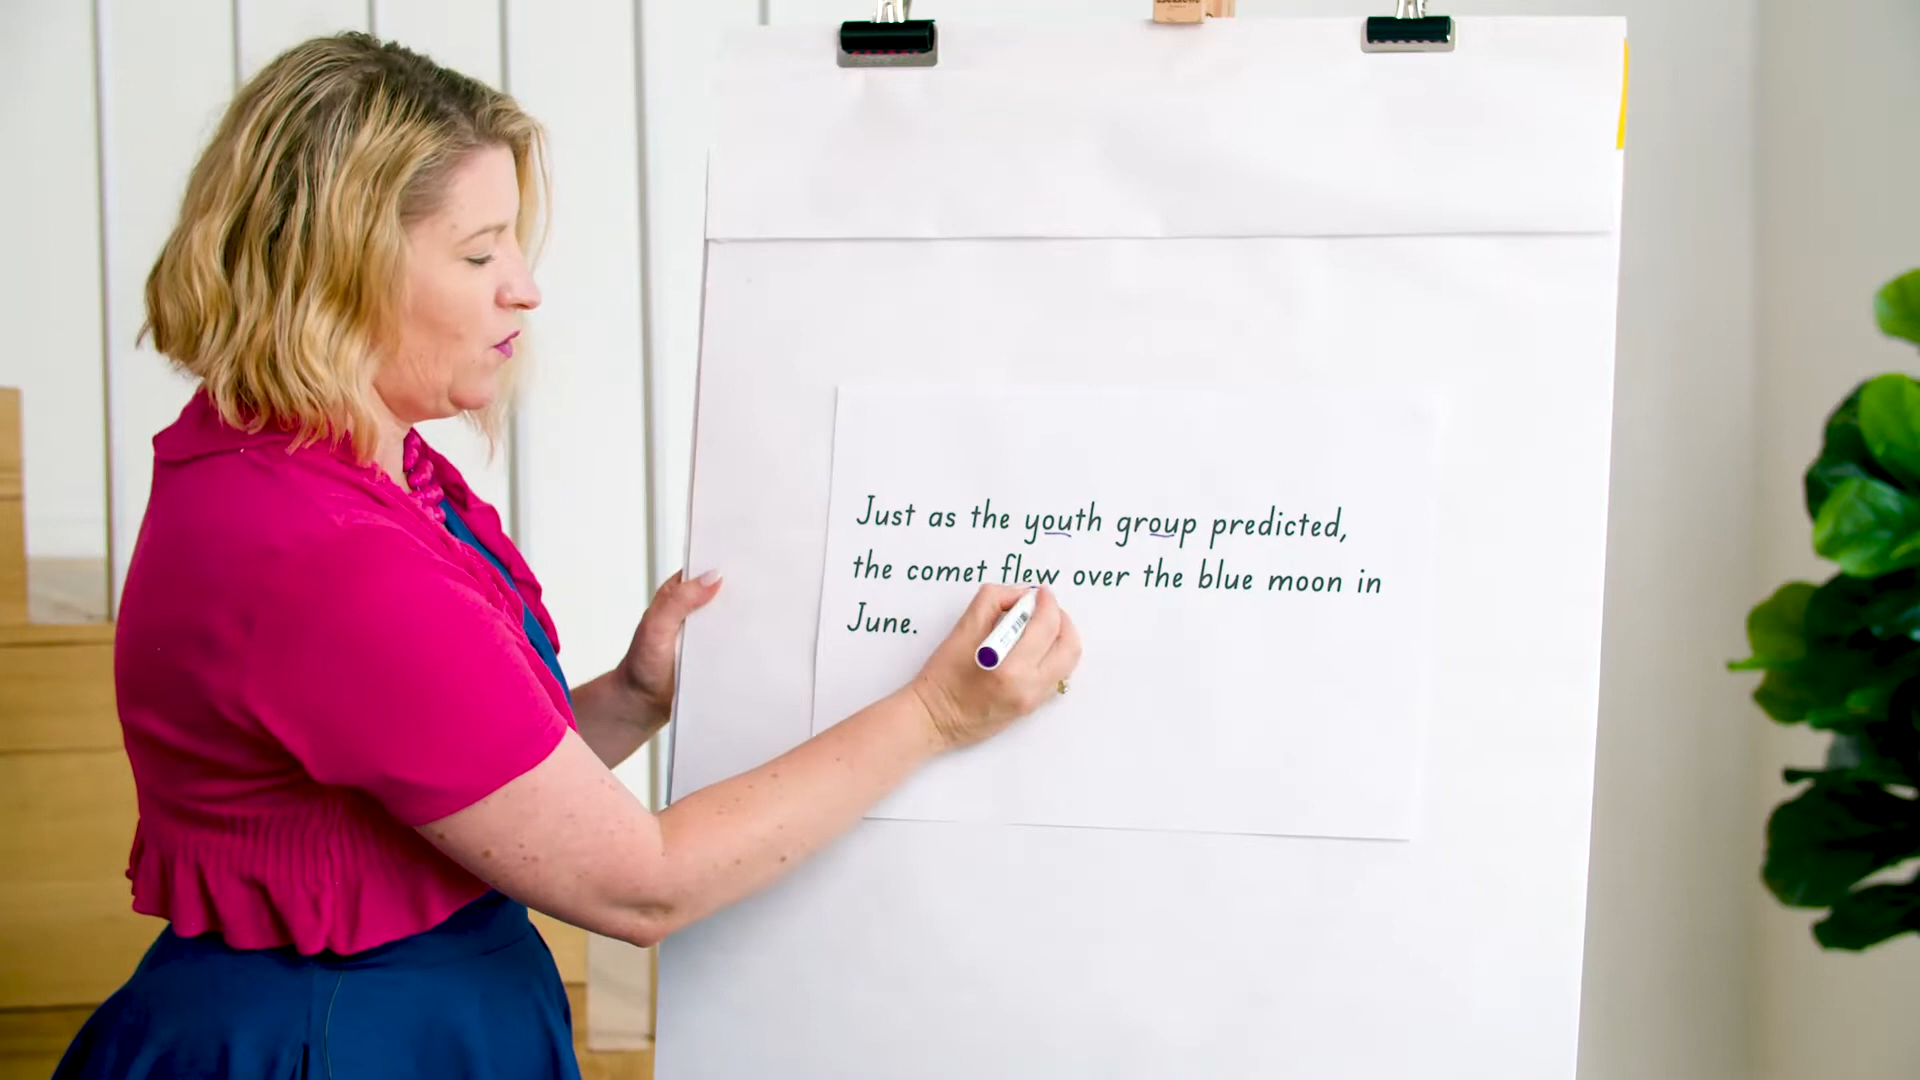 Just as the youth group predicted,
the comet flew over the blue moon in
June.